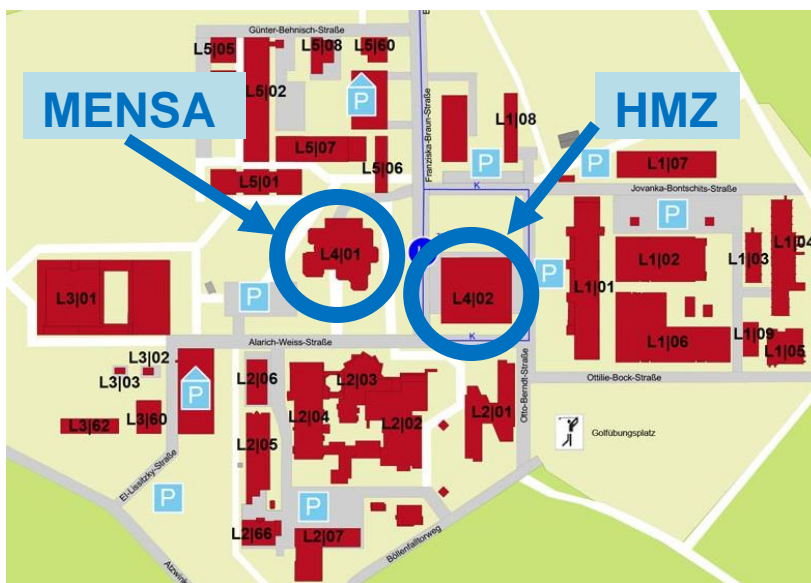 Günter-Behnisch-Straße
L5|05
L5|08
L5|60
L5|02
P
MENSA
HMZ
Franziska-Braun-Straße
L1|08
L5|07
L5|06
P
P
L1|07
L5|01
K
Jovanka-Bontschits-Straße
P
L4|01
L1|04
L1|03
L1|02
P
L1|01
L3|01
P
L4|02
L1|06
L1|09
L1|05
K
Alarich-Weiss-Straße
L3|02
L3|03
P
L2|06
L2|03
Otto-Berndt-Straße
Ottilie-Bock-Straße
L3|60
L3|62
L2|04
L2|02
L2|01
L2|05
Golfübungsplatz
El-Lissitzky-Straße
P
P
L2|66
L2|07
Böllenfalltorweg